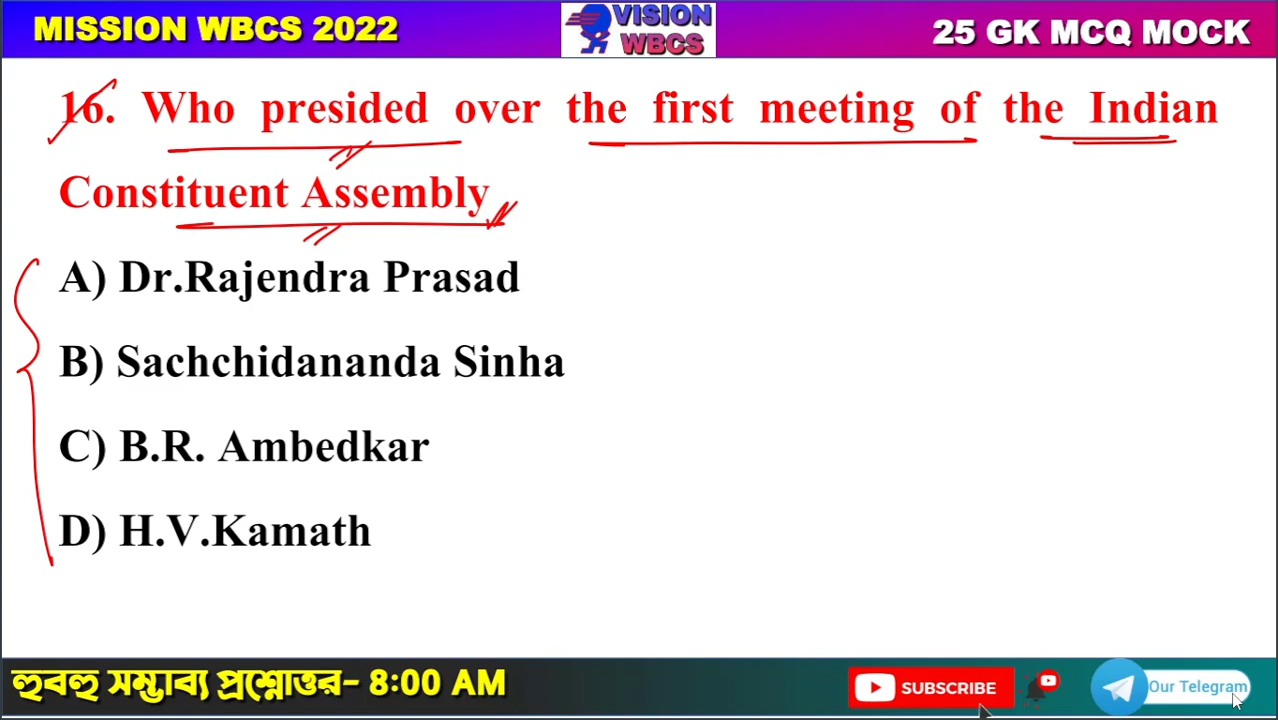 MISSION WBCS 2022
VISION
WBCS
25 GK MCQ MOCK
16. Who presided over the first meeting of the Indian
Constituent Assembly
A) Dr.Rajendra Prasad
B) Sachchidananda Sinha
C) B.R. Ambedkar
D) H.V.Kamath
হুবহু সম্ভাব্য প্রশ্নোত্তর- 8:00 AM
SUBSCRIBE
Our Telegram